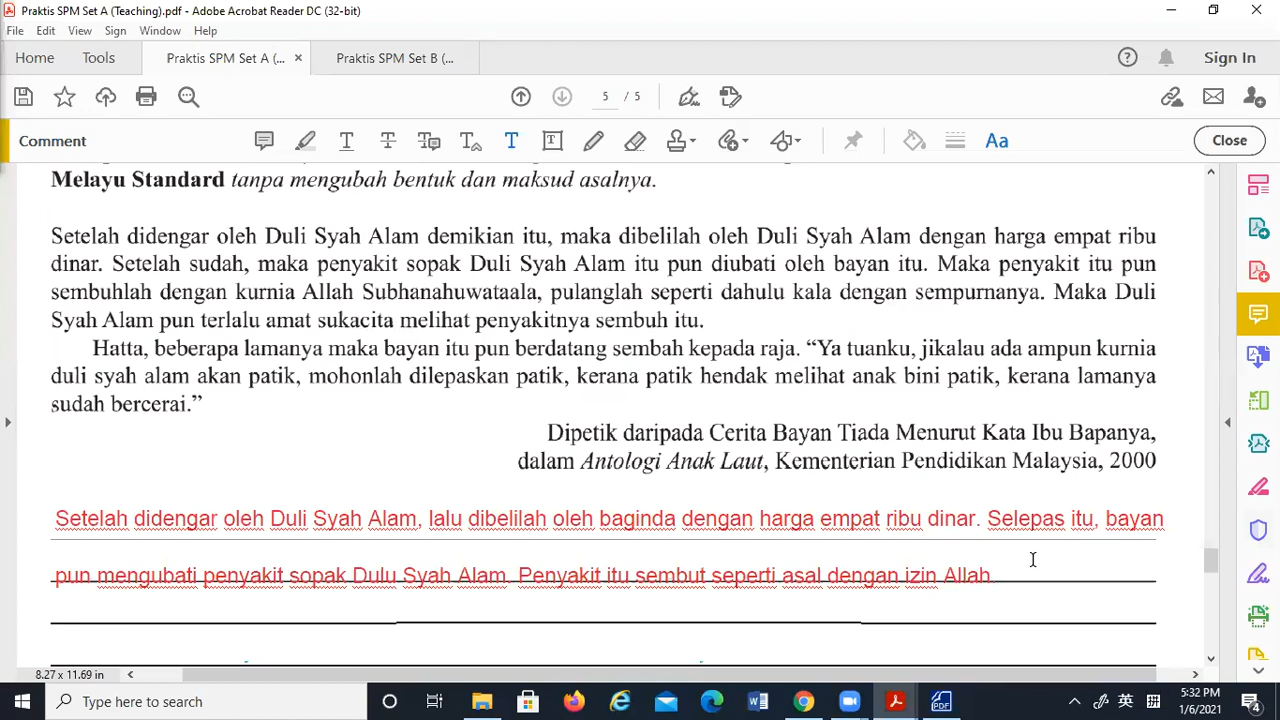 Praktis SPM Set A (Teaching).pdf - Adobe Acrobat Reader DC (32-bit)
File Edit View Sign Window Help
Home Tools Praktis SPM Set A (... × Praktis SPM Set B (... Sign In
5 / 5
Comment Close
Melayu Standard tanpa mengubah bentuk dan maksud asalnya.
Setelah didengar oleh Duli Syah Alam demikian itu, maka dibelilah oleh Duli Syah Alam dengan harga empat ribu
dinar. Setelah sudah, maka penyakit sopak Duli Syah Alam itu pun diubati oleh bayan itu. Maka penyakit itu pun
sembuhlah dengan kurnia Allah Subhanahuwataala, pulanglah seperti dahulu kala dengan sempurnanya. Maka Duli
Syah Alam pun terlalu amat sukacita melihat penyakitnya sembuh itu.
Hatta, beberapa lamanya maka bayan itu pun berdatang sembah kepada raja. “Ya tuanku, jikalau ada ampun kurnia
duli syah alam akan patik, mohonlah dilepaskan patik, kerana patik hendak melihat anak bini patik, kerana lamanya
sudah bercerai.”
Dipetik daripada Cerita Bayan Tiada Menurut Kata Ibu Bapanya,
dalam Antologi Anak Laut, Kementerian Pendidikan Malaysia, 2000
Setelah didengar oleh Duli Syah Alam, lalu dibelilah oleh baginda dengan harga empat ribu dinar. Selepas itu, bayan
pun mengubati penyakit sopak Dulu Syah Alam. Penyakit itu sembut seperti asal dengan izin Allah.
8.27 x 11.69 in
Type here to search
英
5:32 PM
1/6/2021
4